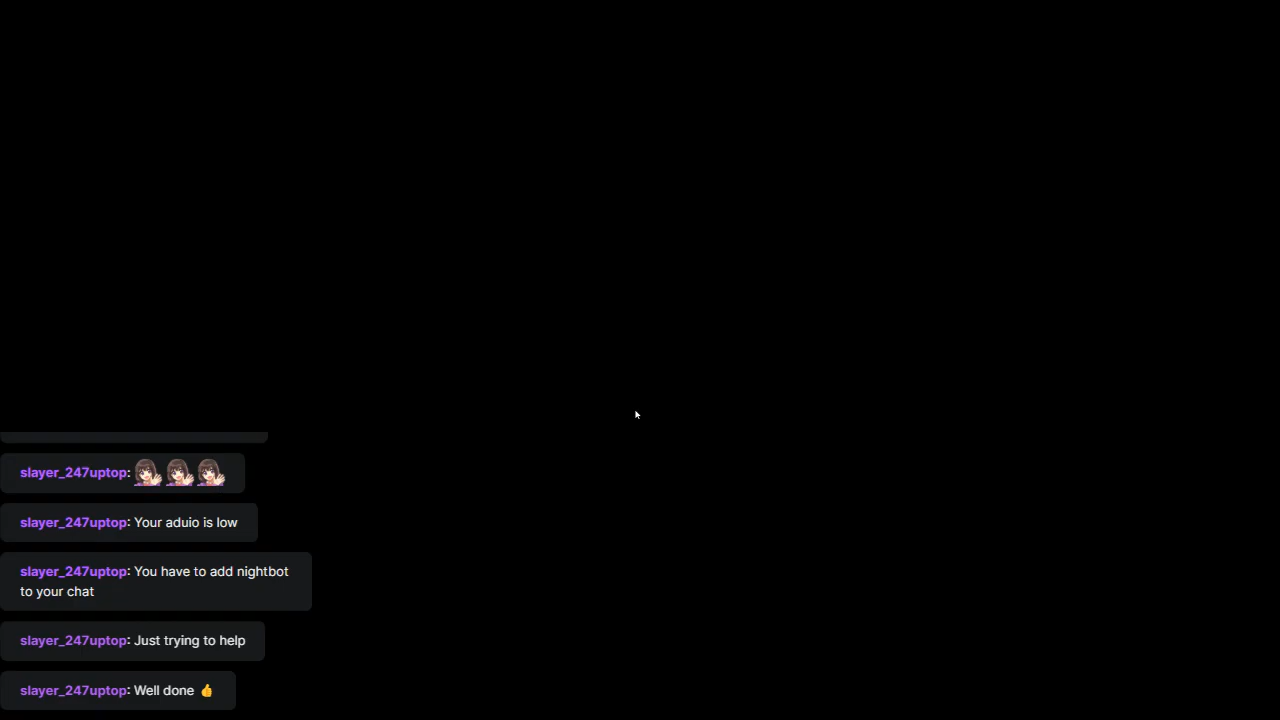 slayer_247uptop:
slayer_247uptop: Your aduio is low
slayer_247uptop: You have to add nightbot
to your chat
slayer_247uptop: Just trying to help
slayer_247uptop: Well done 👍